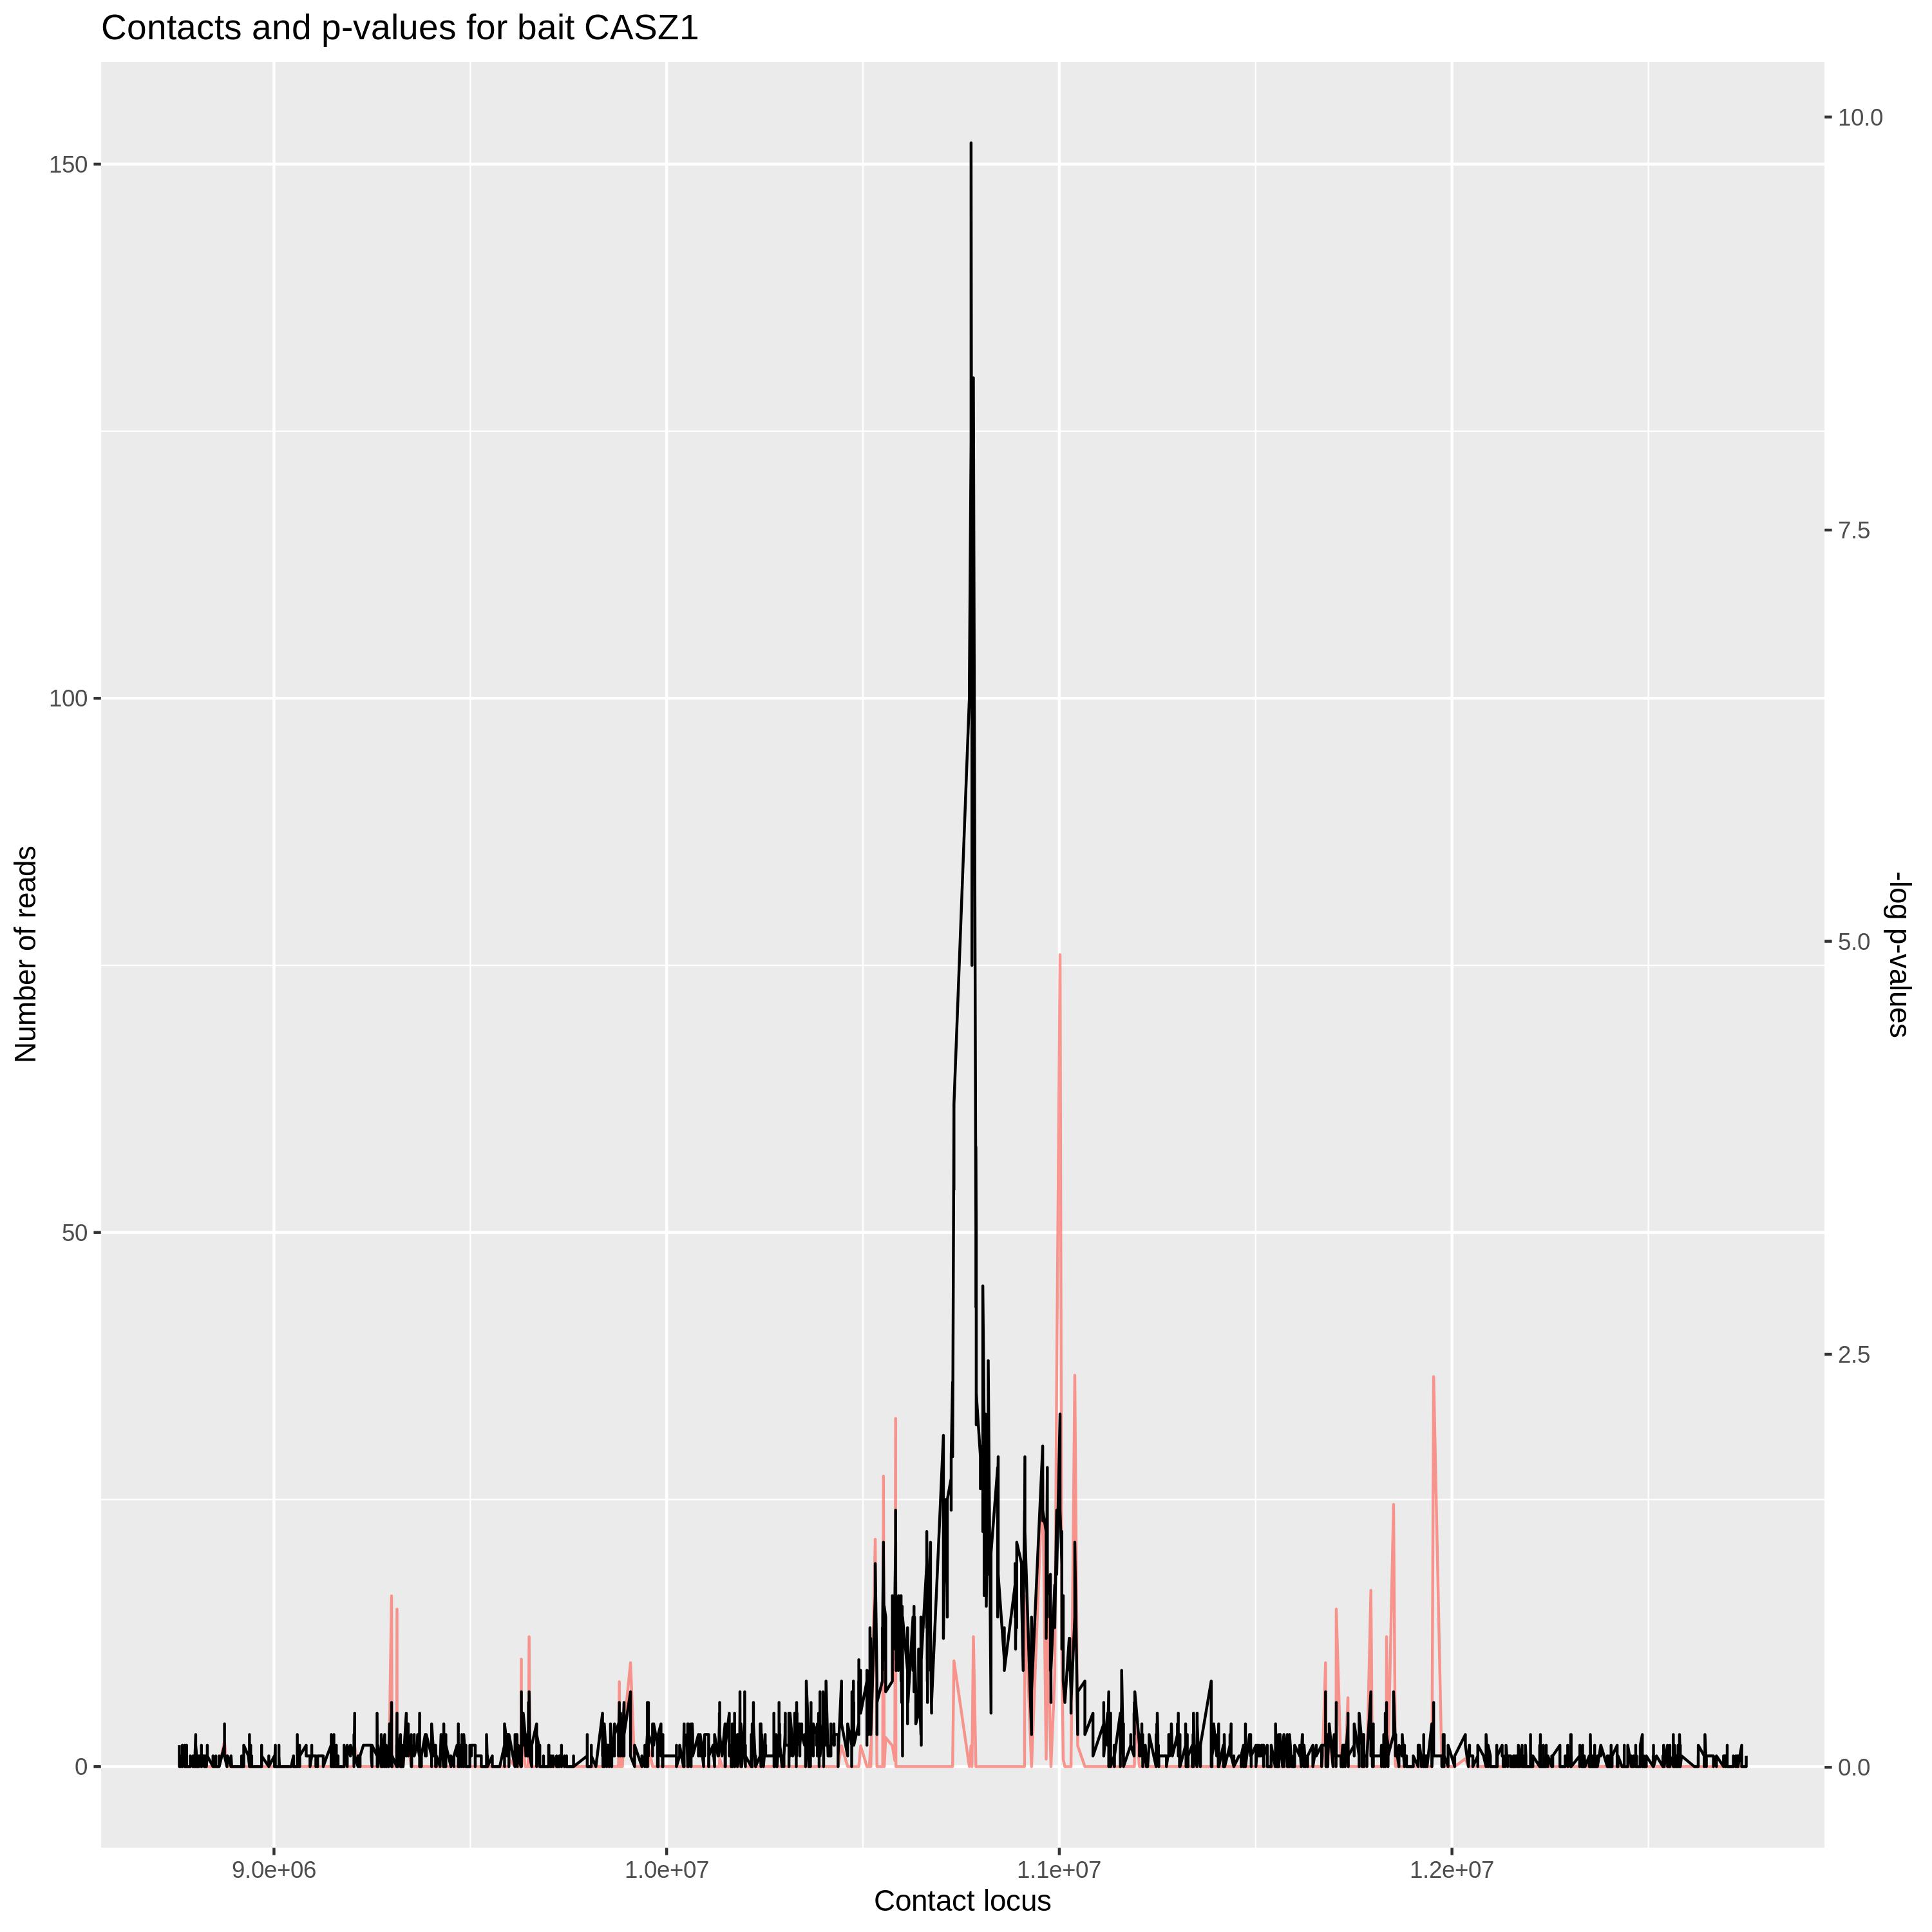 Contacts and p-values for bait CASZ1
150
100
50
0
Number of reads
10.0
7.5
5.0
2.5
0.0
-log p-values
9.0e+06
1.0e+07
1.1e+07
1.2e+07
Contact locus